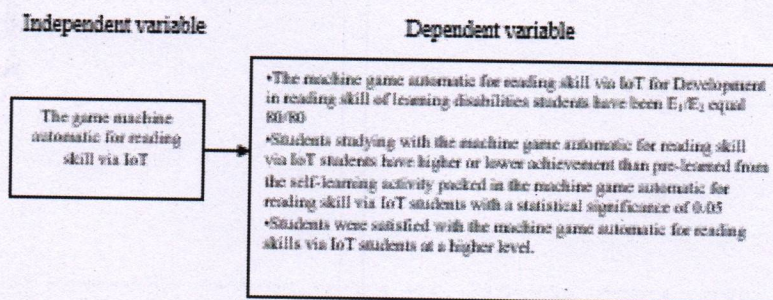 Independent variable
Dependent variable
The game machine
automatic for reading
skill via IoT
•The machine game automatic for reading skill via IoT for Development
in reading skill of learning disabilities students have been E₁/E₂ equal
80/80
•Students studying with the machine game automatic for reading skill
via IoT students have higher or lower achievement than pre-learned from
the self-learning activity packed in the machine game automatic for
reading skill via IoT students with a statistical significance of 0.05
•Students were satisfied with the machine game automatic for reading
skills via IoT students at a higher level.